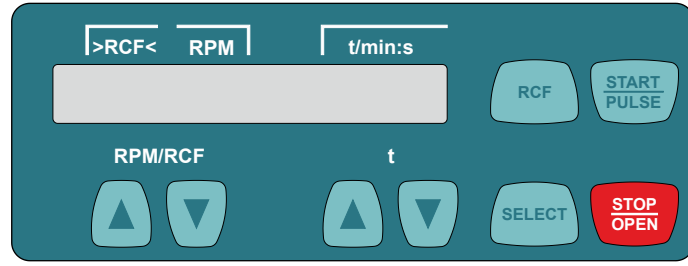 >RCF< RPM t/min:s
RCF
START
PULSE
RPM/RCF t
SELECT
STOP
OPEN